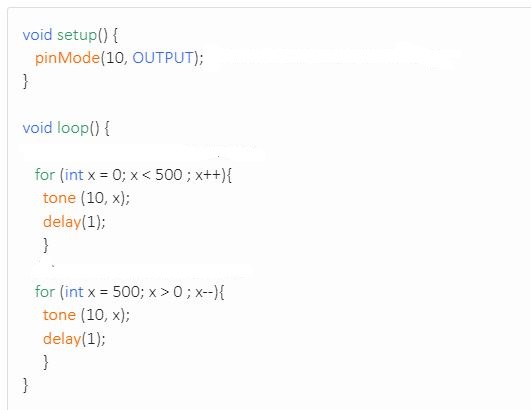 void setup() {
pinMode(10, OUTPUT);
}
void loop() {
for (int x = 0; x < 500 ; x++){
tone (10, x);
delay(1);
}
for (int x = 500; x > 0 ; x--){
tone (10, x);
delay(1);
}
}